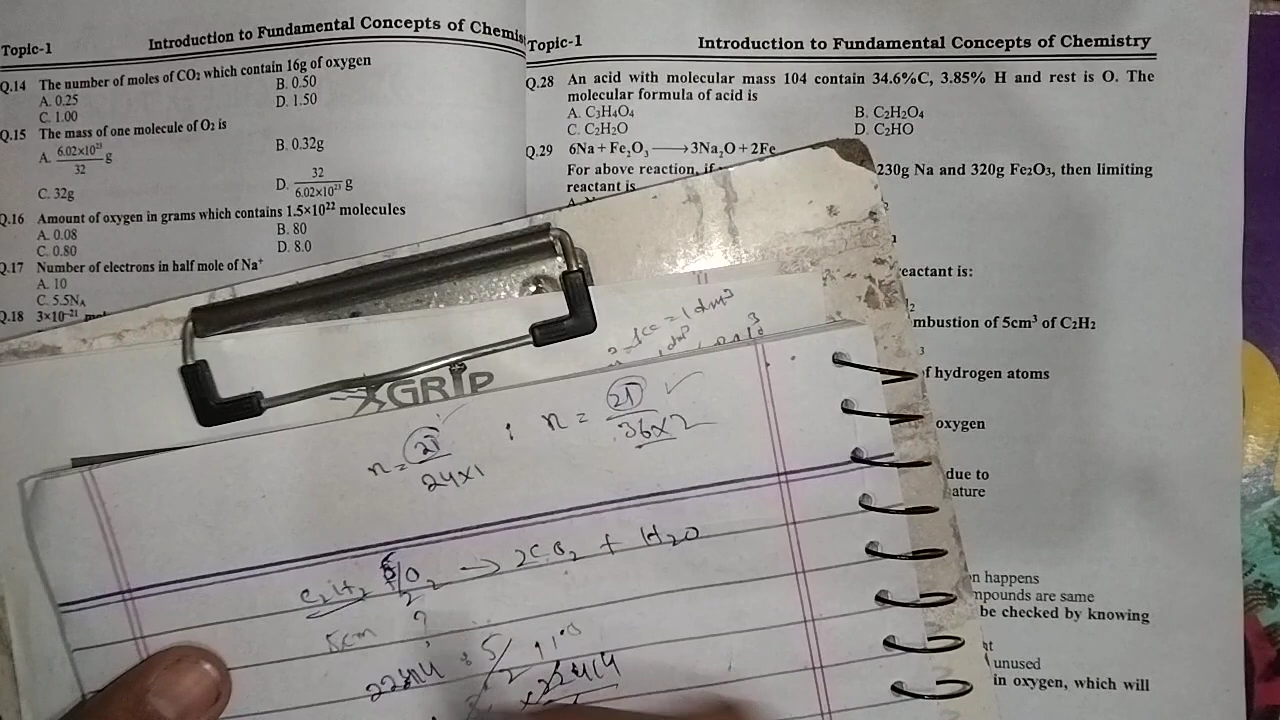 Topic-1 Introduction to Fundamental Concepts of Chemis
Q.14 The number of moles of CO₂ which contain 16g of oxygen
A. 0.25 B. 0.50
C. 1.00 D. 1.50
Q.15 The mass of one molecule of O₂ is
A. 6.02×10²³/32 g B. 0.32g
C. 32g D. 32/6.02×10²³ g
Q.16 Amount of oxygen in grams which contains 1.5×10²² molecules
A. 0.08 B. 80
C. 0.80 D. 8.0
Q.17 Number of electrons in half mole of Na⁺
A. 10
C. 5.5Nᴀ
Q.18 3×10⁻²¹
Topic-1 Introduction to Fundamental Concepts of Chemistry
Q.28 An acid with molecular mass 104 contain 34.6%C, 3.85% H and rest is O. The
molecular formula of acid is
A. C₃H₄O₄ B. C₂H₂O₄
C. C₂H₂O D. C₂HO
Q.29 6Na + Fe₂O₃ ⟶ 3Na₂O + 2Fe
For above reaction, if 230g Na and 320g Fe₂O₃, then limiting
reactant is
eactant is:
mbustion of 5cm³ of C₂H₂
of hydrogen atoms
oxygen
due to
ature
n happens
mpounds are same
be checked by knowing
unused
in oxygen, which will
XGRIP
= 1dm³
n = 21/24×1 ; n = 21/36×2
C₂H₂ 5/2 O₂ → 2CO₂ + H₂O
5cm ?